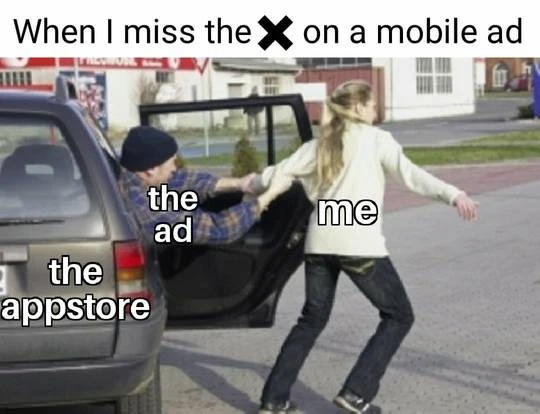 When I miss the ✖ on a mobile ad
the
ad
me
the
appstore